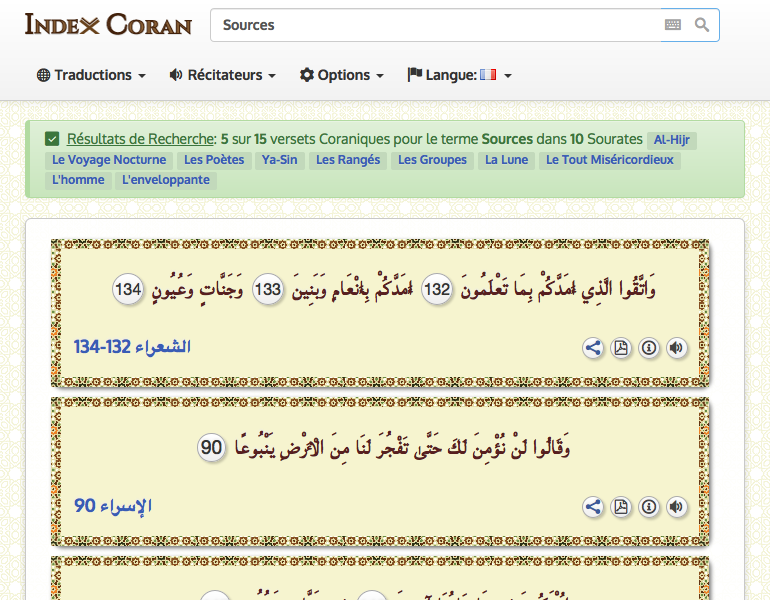 Index Coran
Sources
Traductions Récitateurs Options Langue:
Résultats de Recherche: 5 sur 15 versets Coraniques pour le terme Sources dans 10 Sourates Al-Hijr
Le Voyage Nocturne Les Poètes Ya-Sin Les Rangés Les Groupes La Lune Le Tout Miséricordieux
L'homme L'enveloppante
وَاتَّقُوا الَّذِي أَمَدَّكُمْ بِمَا تَعْلَمُونَ 132 أَمَدَّكُمْ بِأَنْعَامٍ وَبَنِينَ 133 وَجَنَّاتٍ وَعُيُونٍ 134
الشعراء 132-134
وَقَالُوا لَنْ نُؤْمِنَ لَكَ حَتَّىٰ تَفْجُرَ لَنَا مِنَ الْأَرْضِ يَنْبُوعًا 90
الإسراء 90